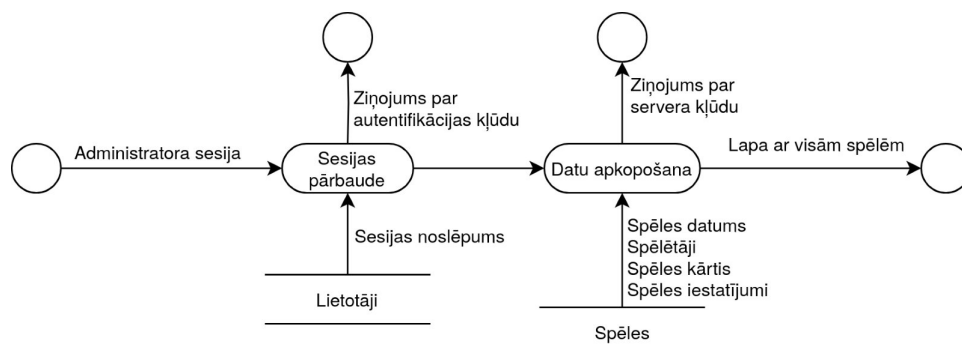 Ziņojums par
autentifikācijas kļūdu
Ziņojums par
servera kļūdu
Administratora sesija
Sesijas
pārbaude
Datu apkopošana
Lapa ar visām spēlēm
Sesijas noslēpums
Spēles datums
Spēlētāji
Spēles kārtis
Spēles iestatījumi
Lietotāji
Spēles